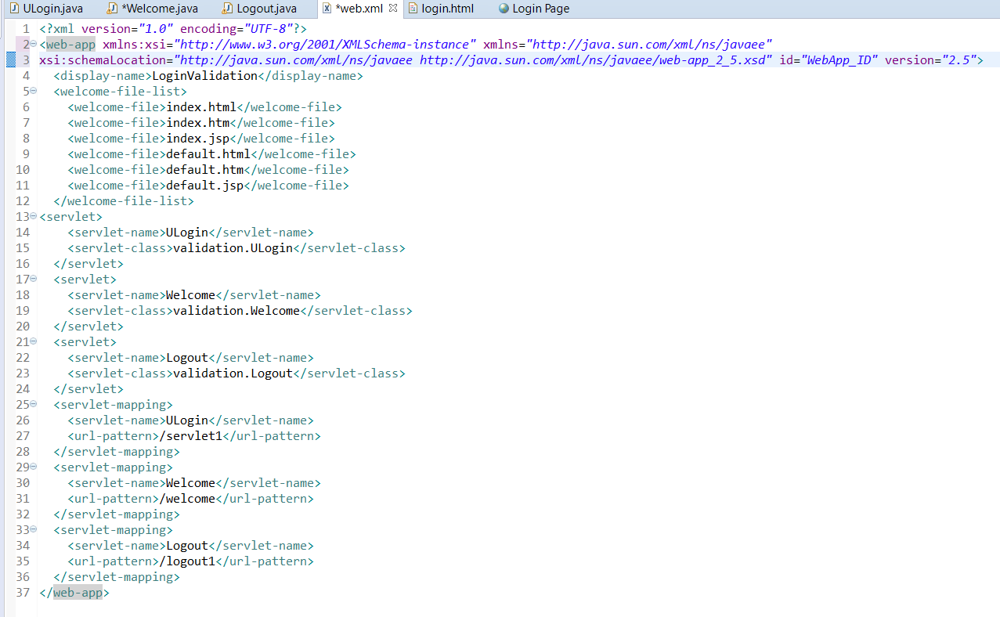 ULogin.java *Welcome.java Logout.java *web.xml login.html Login Page
1 <?xml version="1.0" encoding="UTF-8"?>
2 <web-app xmlns:xsi="http://www.w3.org/2001/XMLSchema-instance" xmlns="http://java.sun.com/xml/ns/javaee"
3 xsi:schemaLocation="http://java.sun.com/xml/ns/javaee http://java.sun.com/xml/ns/javaee/web-app_2_5.xsd" id="WebApp_ID" version="2.5">
4   <display-name>LoginValidation</display-name>
5   <welcome-file-list>
6     <welcome-file>index.html</welcome-file>
7     <welcome-file>index.htm</welcome-file>
8     <welcome-file>index.jsp</welcome-file>
9     <welcome-file>default.html</welcome-file>
10     <welcome-file>default.htm</welcome-file>
11     <welcome-file>default.jsp</welcome-file>
12   </welcome-file-list>
13 <servlet>
14     <servlet-name>ULogin</servlet-name>
15     <servlet-class>validation.ULogin</servlet-class>
16   </servlet>
17   <servlet>
18     <servlet-name>Welcome</servlet-name>
19     <servlet-class>validation.Welcome</servlet-class>
20   </servlet>
21   <servlet>
22     <servlet-name>Logout</servlet-name>
23     <servlet-class>validation.Logout</servlet-class>
24   </servlet>
25   <servlet-mapping>
26     <servlet-name>ULogin</servlet-name>
27     <url-pattern>/servlet1</url-pattern>
28   </servlet-mapping>
29   <servlet-mapping>
30     <servlet-name>Welcome</servlet-name>
31     <url-pattern>/welcome</url-pattern>
32   </servlet-mapping>
33   <servlet-mapping>
34     <servlet-name>Logout</servlet-name>
35     <url-pattern>/logout1</url-pattern>
36   </servlet-mapping>
37 </web-app>